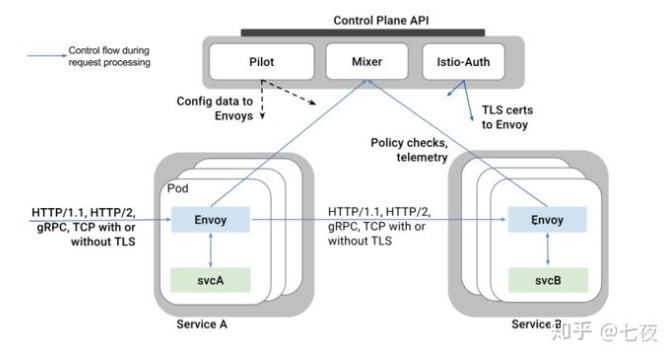 Control Plane API
Control flow during
request processing
Pilot
Mixer
Istio-Auth
Config data to
Envoys
TLS certs
to Envoy
Policy checks,
telemetry
Pod
HTTP/1.1, HTTP/2,
gRPC, TCP with or
without TLS
Envoy
HTTP/1.1, HTTP/2,
gRPC, TCP with or
without TLS
Envoy
svcA
svcB
Service A
Service B
知乎 @七夜